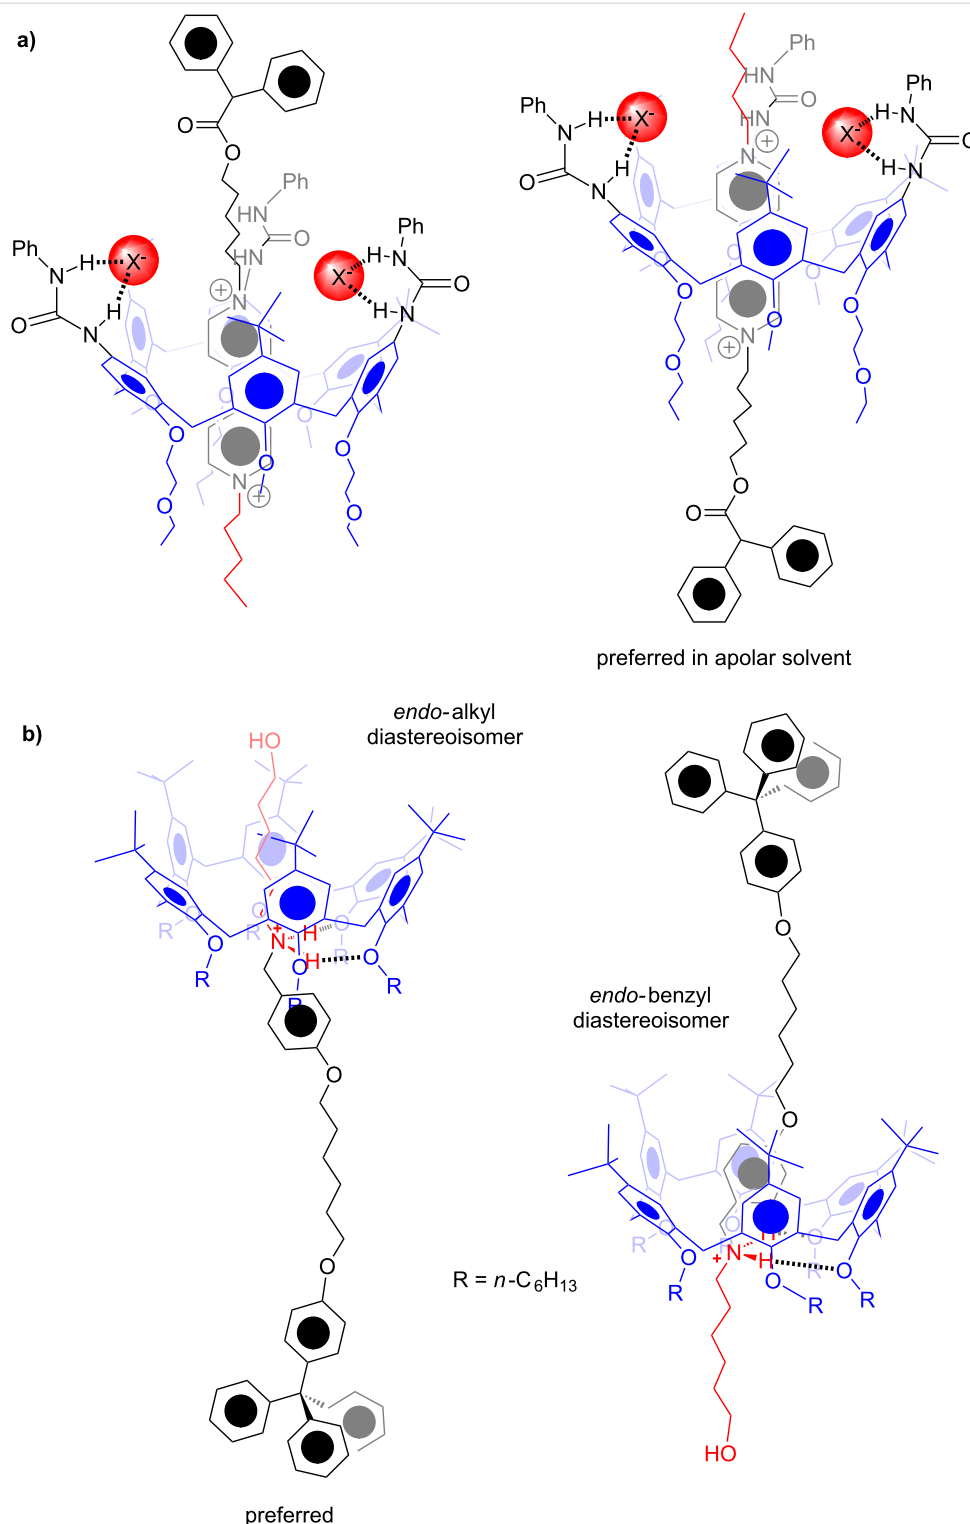 a)
Ph
O
O
Ph
HN
HN
O
Ph
N
H
X-
O
N
H
X-
H
N
Ph
O
H
N
N
+
O
O
O
O
N
+
O
O
Ph
N
H
X-
O
N
H
HN
Ph
O
HN
N
+
X-
H
N
Ph
O
H
N
O
O
O
O
O
N
+
O
O
preferred in apolar solvent
b)
endo-alkyl
diastereoisomer
HO
O
R
O
R
O
R
N
+
H
H
O
R
O
R
O
R
O
O
preferred
endo-benzyl
diastereoisomer
O
O
O
R
O
R
O
R
N
+
H
H
O
R
O
R
O
R
HO
R = n-C6H13